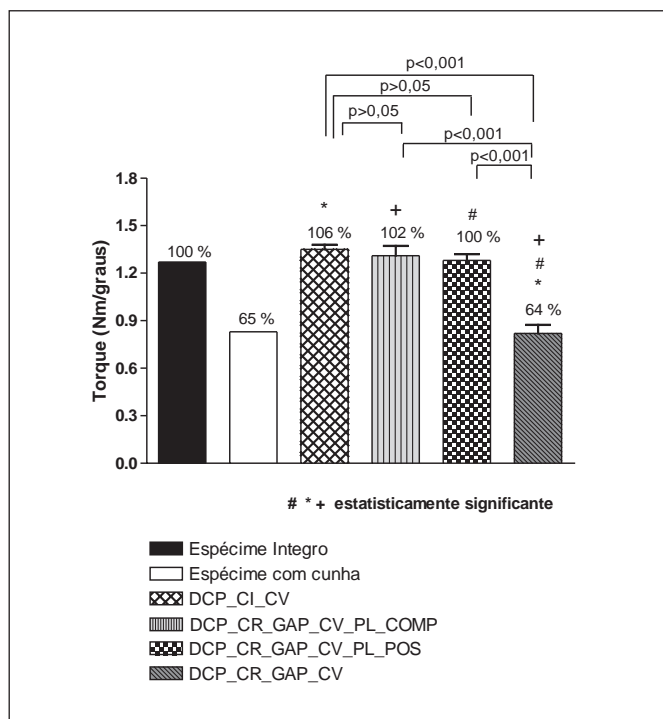 p<0,001
p>0,05
p>0,05
p<0,001
p<0,001
1.8
1.5
1.2
0.9
0.6
0.3
0.0
Torque (Nm/graus)
100 %
65 %
*
106 %
+
102 %
#
100 %
+
#
*
64 %
# * + estatisticamente significante
Espécime Integro
Espécime com cunha
DCP_CI_CV
DCP_CR_GAP_CV_PL_COMP
DCP_CR_GAP_CV_PL_POS
DCP_CR_GAP_CV